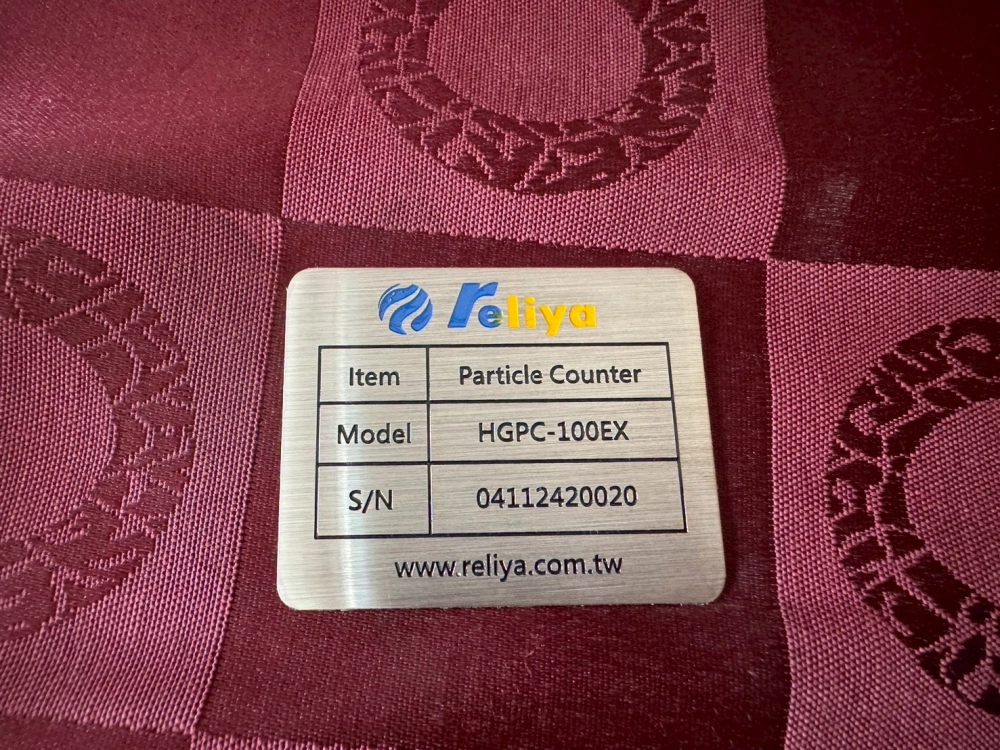 reliya
Item Particle Counter
Model HGPC-100EX
S/N 04112420020
www.reliya.com.tw